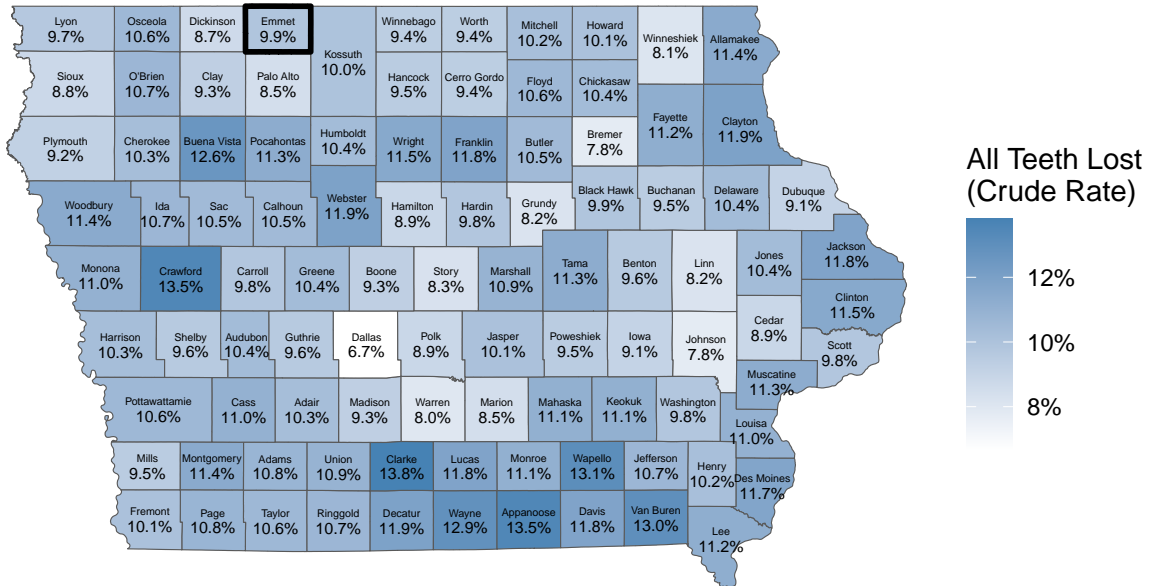 Lyon
9.7%
Osceola
10.6%
Dickinson
8.7%
Emmet
9.9%
Kossuth
10.0%
Winnebago
9.4%
Worth
9.4%
Mitchell
10.2%
Howard
10.1%
Winneshiek
8.1%
Allamakee
11.4%
Sioux
8.8%
O'Brien
10.7%
Clay
9.3%
Palo Alto
8.5%
Hancock
9.5%
Cerro Gordo
9.4%
Floyd
10.6%
Chickasaw
10.4%
Fayette
11.2%
Clayton
11.9%
Plymouth
9.2%
Cherokee
10.3%
Buena Vista
12.6%
Pocahontas
11.3%
Humboldt
10.4%
Wright
11.5%
Franklin
11.8%
Butler
10.5%
Bremer
7.8%
Woodbury
11.4%
Ida
10.7%
Sac
10.5%
Calhoun
10.5%
Webster
11.9%
Hamilton
8.9%
Hardin
9.8%
Grundy
8.2%
Black Hawk
9.9%
Buchanan
9.5%
Delaware
10.4%
Dubuque
9.1%
Monona
11.0%
Crawford
13.5%
Carroll
9.8%
Greene
10.4%
Boone
9.3%
Story
8.3%
Marshall
10.9%
Tama
11.3%
Benton
9.6%
Linn
8.2%
Jones
10.4%
Jackson
11.8%
Clinton
11.5%
Harrison
10.3%
Shelby
9.6%
Audubon
10.4%
Guthrie
9.6%
Dallas
6.7%
Polk
8.9%
Jasper
10.1%
Poweshiek
9.5%
Iowa
9.1%
Johnson
7.8%
Cedar
8.9%
Scott
9.8%
Muscatine
11.3%
Pottawattamie
10.6%
Cass
11.0%
Adair
10.3%
Madison
9.3%
Warren
8.0%
Marion
8.5%
Mahaska
11.1%
Keokuk
11.1%
Washington
9.8%
Louisa
11.0%
Mills
9.5%
Montgomery
11.4%
Adams
10.8%
Union
10.9%
Clarke
13.8%
Lucas
11.8%
Monroe
11.1%
Wapello
13.1%
Jefferson
10.7%
Henry
10.2%
Des Moines
11.7%
Fremont
10.1%
Page
10.8%
Taylor
10.6%
Ringgold
10.7%
Decatur
11.9%
Wayne
12.9%
Appanoose
13.5%
Davis
11.8%
Van Buren
13.0%
Lee
11.2%
All Teeth Lost
(Crude Rate)
12%
10%
8%